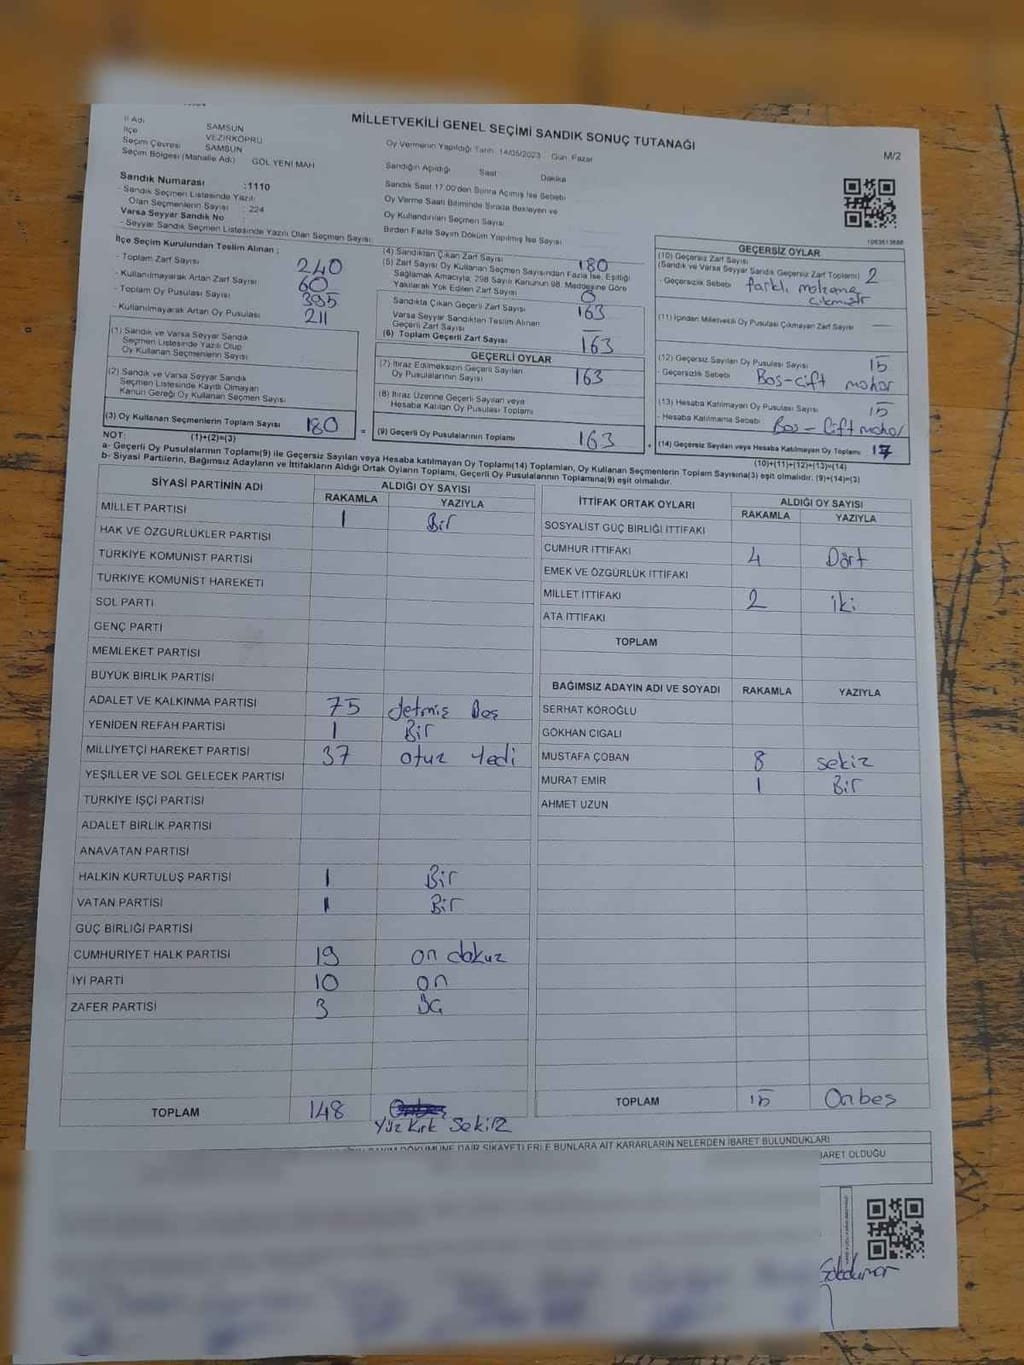 MİLLETVEKİLİ GENEL SEÇİMİ SANDIK SONUÇ TUTANAĞI
M/2
İl Adı SAMSUN
İlçe VEZİRKÖPRÜ
Seçim Çevresi SAMSUN
Seçim Bölgesi (Mahalle Adı) GÖL YENİ MAH
Sandık Numarası :1110
- Sandık Seçmen Listesinde Yazılı
Olan Seçmenlerin Sayısı : 224
Varsa Seyyar Sandık No :
- Seyyar Sandık Seçmen Listesinde Yazılı Olan Seçmen Sayısı:
Oy Vermenin Yapıldığı Tarih: 14/05/2023 Gün: Pazar
Sandığın Açıldığı Saat: Dakika
Sandık Saat 17.00'den Sonra Açılmış İse Sebebi
Oy Verme Saati Bitiminde Sırada Bekleyen ve
Oy Kullandırılan Seçmen Sayısı
Birden Fazla Sayım Döküm Yapılmış İse Sayısı
İlçe Seçim Kurulundan Teslim Alınan :
- Toplam Zarf Sayısı 240
- Kullanılmayarak Artan Zarf Sayısı 60
- Toplam Oy Pusulası Sayısı 395
- Kullanılmayarak Artan Oy Pusulası 211
(1) Sandık ve Varsa Seyyar Sandık
Seçmen Listesinde Yazılı Olup
Oy Kullanan Seçmenlerin Sayısı
(2) Sandık ve Varsa Seyyar Sandık
Seçmen Listesinde Kayıtlı Olmayan
Kanun Gereği Oy Kullanan Seçmen Sayısı
(3) Oy Kullanan Seçmenlerin Toplam Sayısı 180
(1)+(2)=(3)
(4) Sandıktan Çıkan Zarf Sayısı 180
(5) Zarf Sayısı Oy Kullanan Seçmen Sayısından Fazla İse, Eşitliği
Sağlamak Amacıyla, 298 Sayılı Kanunun 98. Maddesine Göre
Yakılarak Yok Edilen Zarf Sayısı 0
Sandıkta Çıkan Geçerli Zarf Sayısı 163
Varsa Seyyar Sandıktan Teslim Alınan
Geçerli Zarf Sayısı —
(6) Toplam Geçerli Zarf Sayısı 163
GEÇERLİ OYLAR
(7) İtiraz Edilmeksizin Geçerli Sayılan
Oy Pusulalarının Sayısı 163
(8) İtiraz Üzerine Geçerli Sayılan veya
Hesaba Katılan Oy Pusulası Toplamı
= (9) Geçerli Oy Pusulalarının Toplamı 163
GEÇERSİZ OYLAR
(10) Geçersiz Zarf Sayısı
(Sandık ve Varsa Seyyar Sandık Geçersiz Zarf Toplamı) 2
- Geçersizlik Sebebi farklı malzeme
çıkmıştır
(11) İçinden Milletvekili Oy Pusulası Çıkmayan Zarf Sayısı —
(12) Geçersiz Sayılan Oy Pusulası Sayısı 15
- Geçersizlik Sebebi Boş-çift mühür
(13) Hesaba Katılmayan Oy Pusulası Sayısı 15
- Hesaba Katılmama Sebebi Boş-çift mühür
(14) Geçersiz Sayılan veya Hesaba Katılmayan Oy Toplamı 17
(10)+(11)+(12)+(13)=(14)
NOT:
a- Geçerli Oy Pusulalarının Toplamı(9) ile Geçersiz Sayılan veya Hesaba katılmayan Oy Toplamı(14) Toplamları, Oy Kullanan Seçmenlerin Toplam Sayısına(3) eşit olmalıdır. (9)+(14)=(3)
b- Siyasi Partilerin, Bağımsız Adayların ve İttifakların Aldığı Ortak Oyların Toplamı, Geçerli Oy Pusulalarının Toplamına(9) eşit olmalıdır.
SİYASİ PARTİNİN ADI ALDIĞI OY SAYISI
RAKAMLA YAZIYLA
MİLLET PARTİSİ 1 Bir
HAK VE ÖZGÜRLÜKLER PARTİSİ
TÜRKİYE KOMÜNİST PARTİSİ
TÜRKİYE KOMÜNİST HAREKETİ
SOL PARTİ
GENÇ PARTİ
MEMLEKET PARTİSİ
BÜYÜK BİRLİK PARTİSİ
ADALET VE KALKINMA PARTİSİ 75 Yetmiş Beş
YENİDEN REFAH PARTİSİ 1 Bir
MİLLİYETÇİ HAREKET PARTİSİ 37 otuz Yedi
YEŞİLLER VE SOL GELECEK PARTİSİ
TÜRKİYE İŞÇİ PARTİSİ
ADALET BİRLİK PARTİSİ
ANAVATAN PARTİSİ
HALKIN KURTULUŞ PARTİSİ 1 Bir
VATAN PARTİSİ 1 Bir
GÜÇ BİRLİĞİ PARTİSİ
CUMHURİYET HALK PARTİSİ 19 on dokuz
İYİ PARTİ 10 on
ZAFER PARTİSİ 3 Üç
TOPLAM 148
Yüz Kırk Sekiz
İTTİFAK ORTAK OYLARI ALDIĞI OY SAYISI
RAKAMLA YAZIYLA
SOSYALİST GÜÇ BİRLİĞİ İTTİFAKI
CUMHUR İTTİFAKI 4 Dört
EMEK VE ÖZGÜRLÜK İTTİFAKI
MİLLET İTTİFAKI 2 iki
ATA İTTİFAKI
TOPLAM
BAĞIMSIZ ADAYIN ADI VE SOYADI RAKAMLA YAZIYLA
SERHAT KÖROĞLU
GÖKHAN CIGALI
MUSTAFA ÇOBAN 8 sekiz
MURAT EMİR 1 Bir
AHMET UZUN
TOPLAM 15 Onbeş
DÖKÜMÜNE DAİR ŞİKAYETLERLE BUNLARA AİT KARARLARIN NELERDEN İBARET BULUNDUKLARI
BARET OLDUĞU